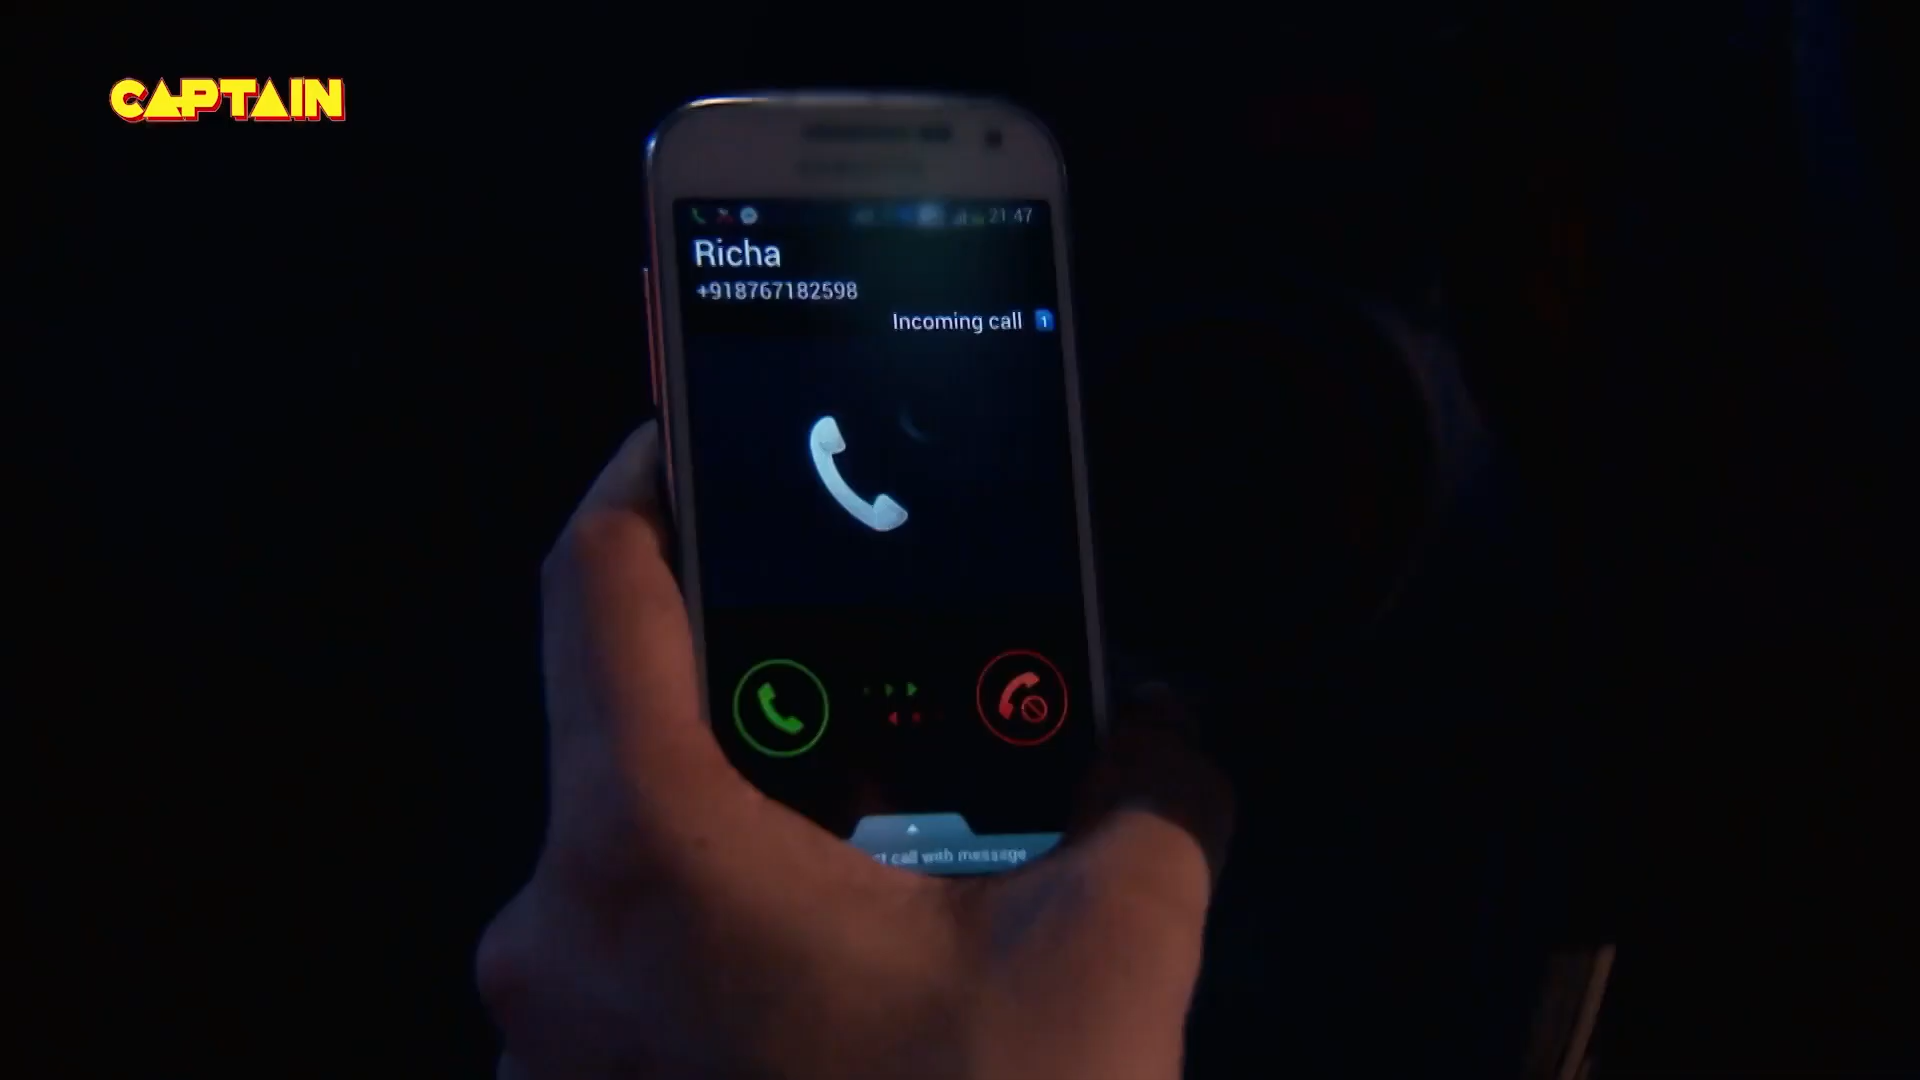 CAPTAIN
21:47
Richa
+918767182598
Incoming call 1
call with message